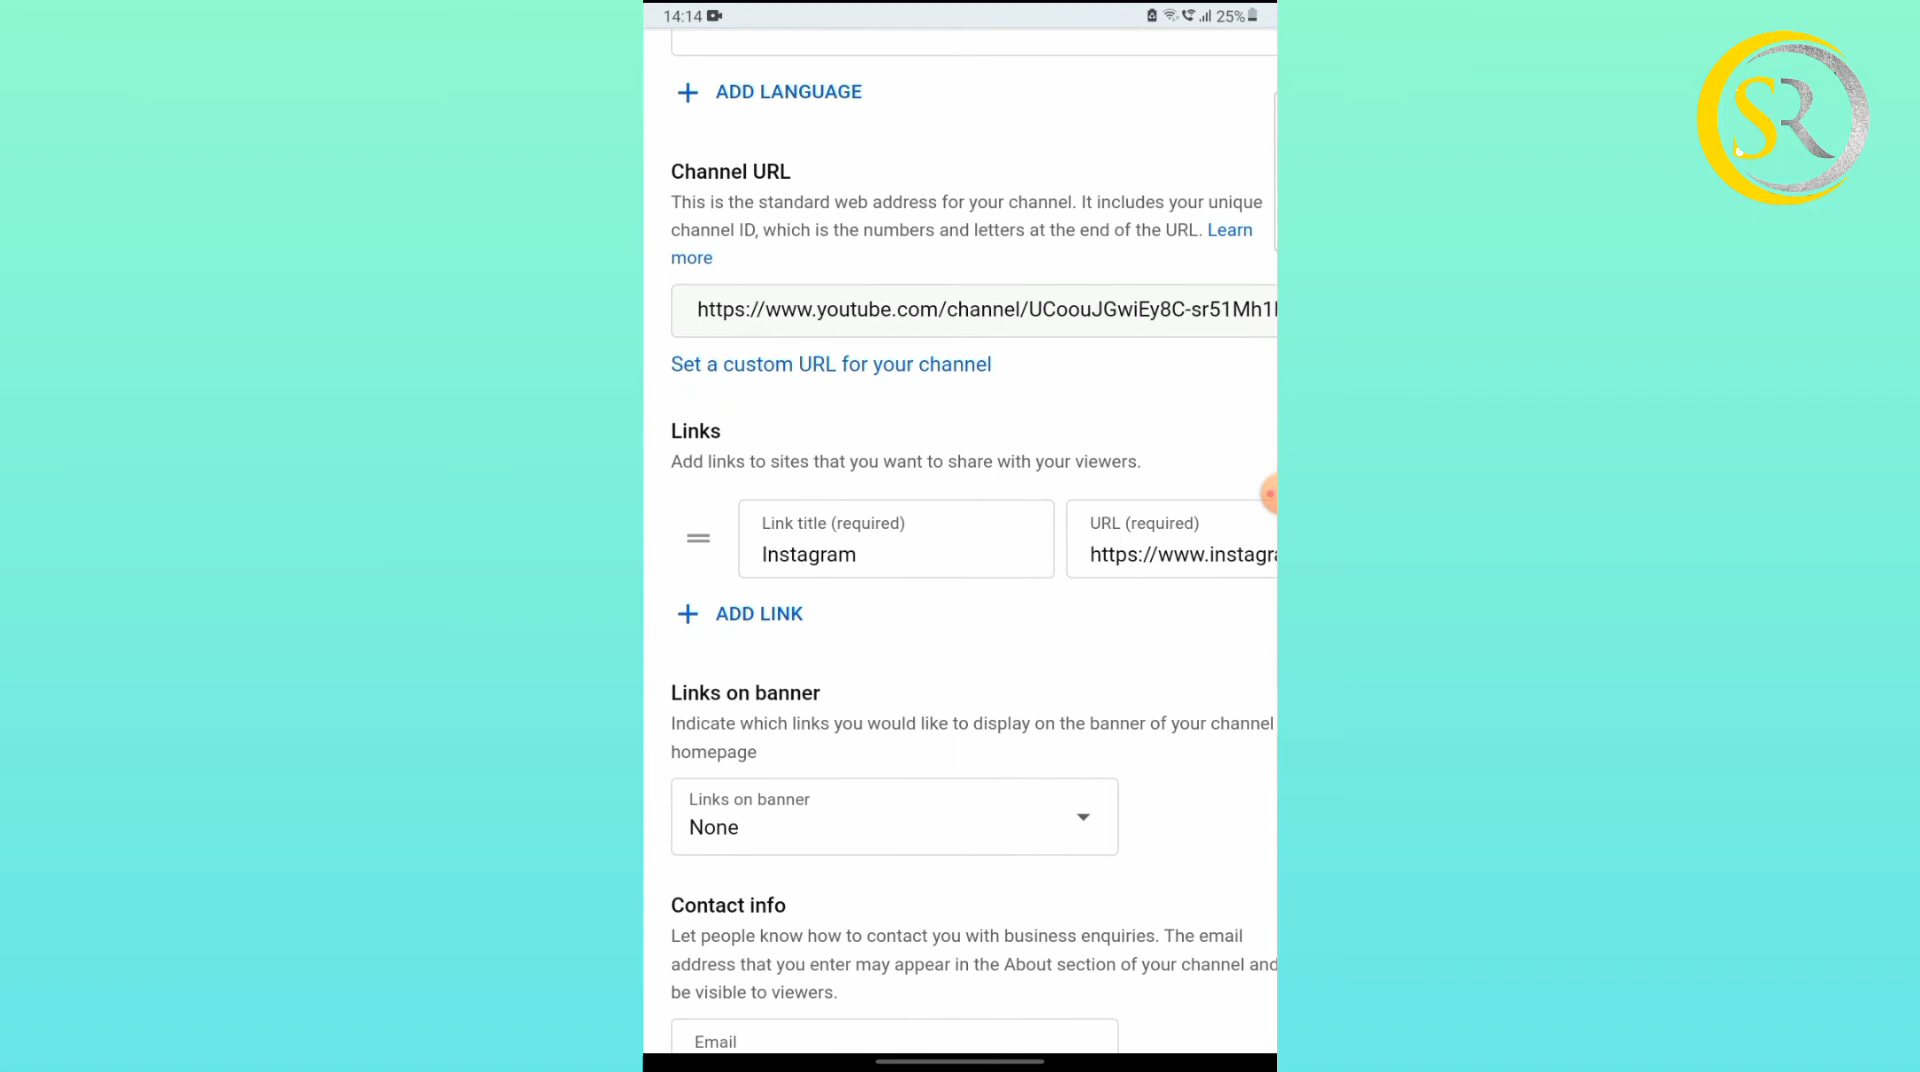 14:14
25%
ADD LANGUAGE
Channel URL
This is the standard web address for your channel. It includes your unique
channel ID, which is the numbers and letters at the end of the URL. Learn
more
https://www.youtube.com/channel/UCoouJGwiEy8C-sr51Mh1
Set a custom URL for your channel
Links
Add links to sites that you want to share with your viewers.
Link title (required)
URL (required)
Instagram
https://www.instagra
ADD LINK
Links on banner
Indicate which links you would like to display on the banner of your channel
homepage
Links on banner
None
Contact info
Let people know how to contact you with business enquiries. The email
address that you enter may appear in the About section of your channel and
be visible to viewers.
Email
SR